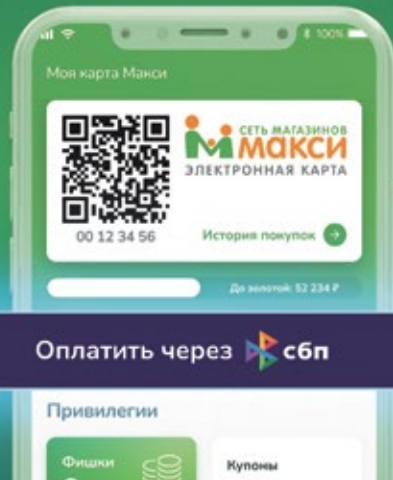 100%
Моя карта Макси
СЕТЬ МАГАЗИНОВ
Макси
ЭЛЕКТРОННАЯ КАРТА
00 12 34 56
История покупок
До золотой: 52 234 ₽
Оплатить через сбп
Привилегии
Фишки
Купоны